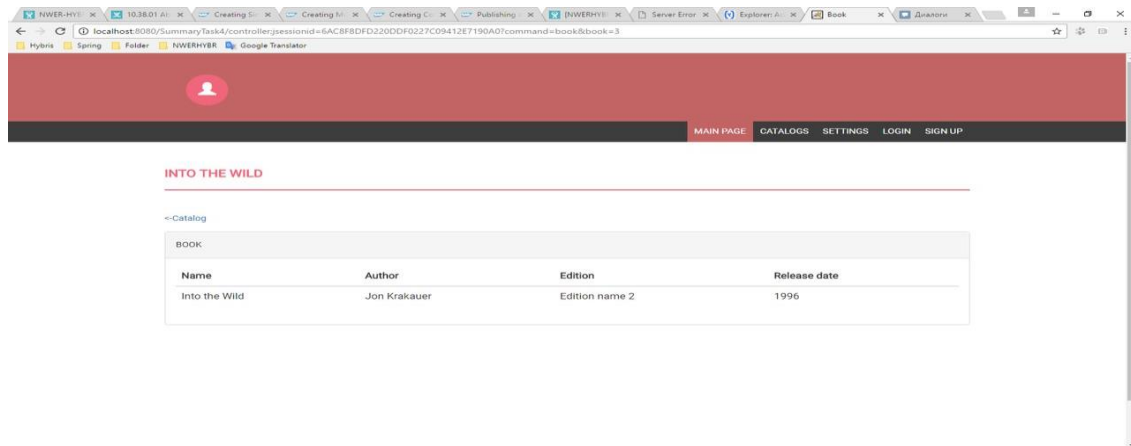 NWER-HYB
10.38.01 Al
Creating Si
Creating M
Creating Co
Publishing
[NWERHYB
Server Error
Exploren A
Book
Диалоги
localhost:8080/SummaryTask4/controller;jsessionid=6AC8F8DFD220DDF0227C09412E7190A0?command=book&book=3
Hybris Spring Folder NWERHYBR Google Translator
MAIN PAGE CATALOGS SETTINGS LOGIN SIGN UP
INTO THE WILD
<-Catalog
BOOK
Name Author Edition Release date
Into the Wild Jon Krakauer Edition name 2 1996